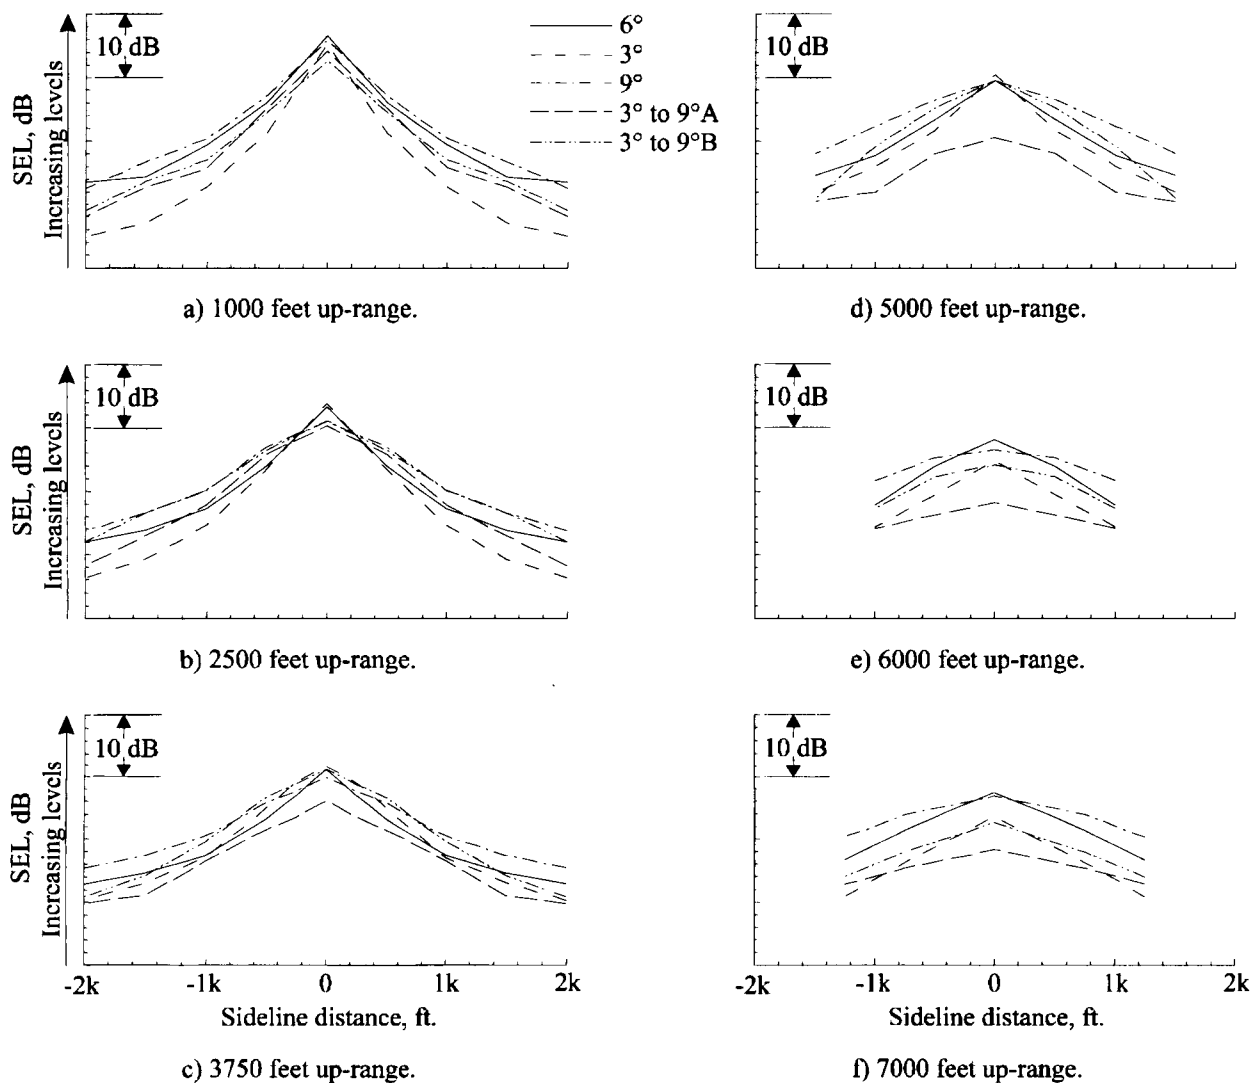 10 dB
SEL, dB
Increasing levels
6°
3°
9°
3° to 9°A
3° to 9°B
a) 1000 feet up-range.
10 dB
d) 5000 feet up-range.
10 dB
SEL, dB
Increasing levels
b) 2500 feet up-range.
10 dB
e) 6000 feet up-range.
10 dB
SEL, dB
Increasing levels
-2k -1k 0 1k 2k
Sideline distance, ft.
c) 3750 feet up-range.
10 dB
-2k -1k 0 1k 2k
Sideline distance, ft.
f) 7000 feet up-range.